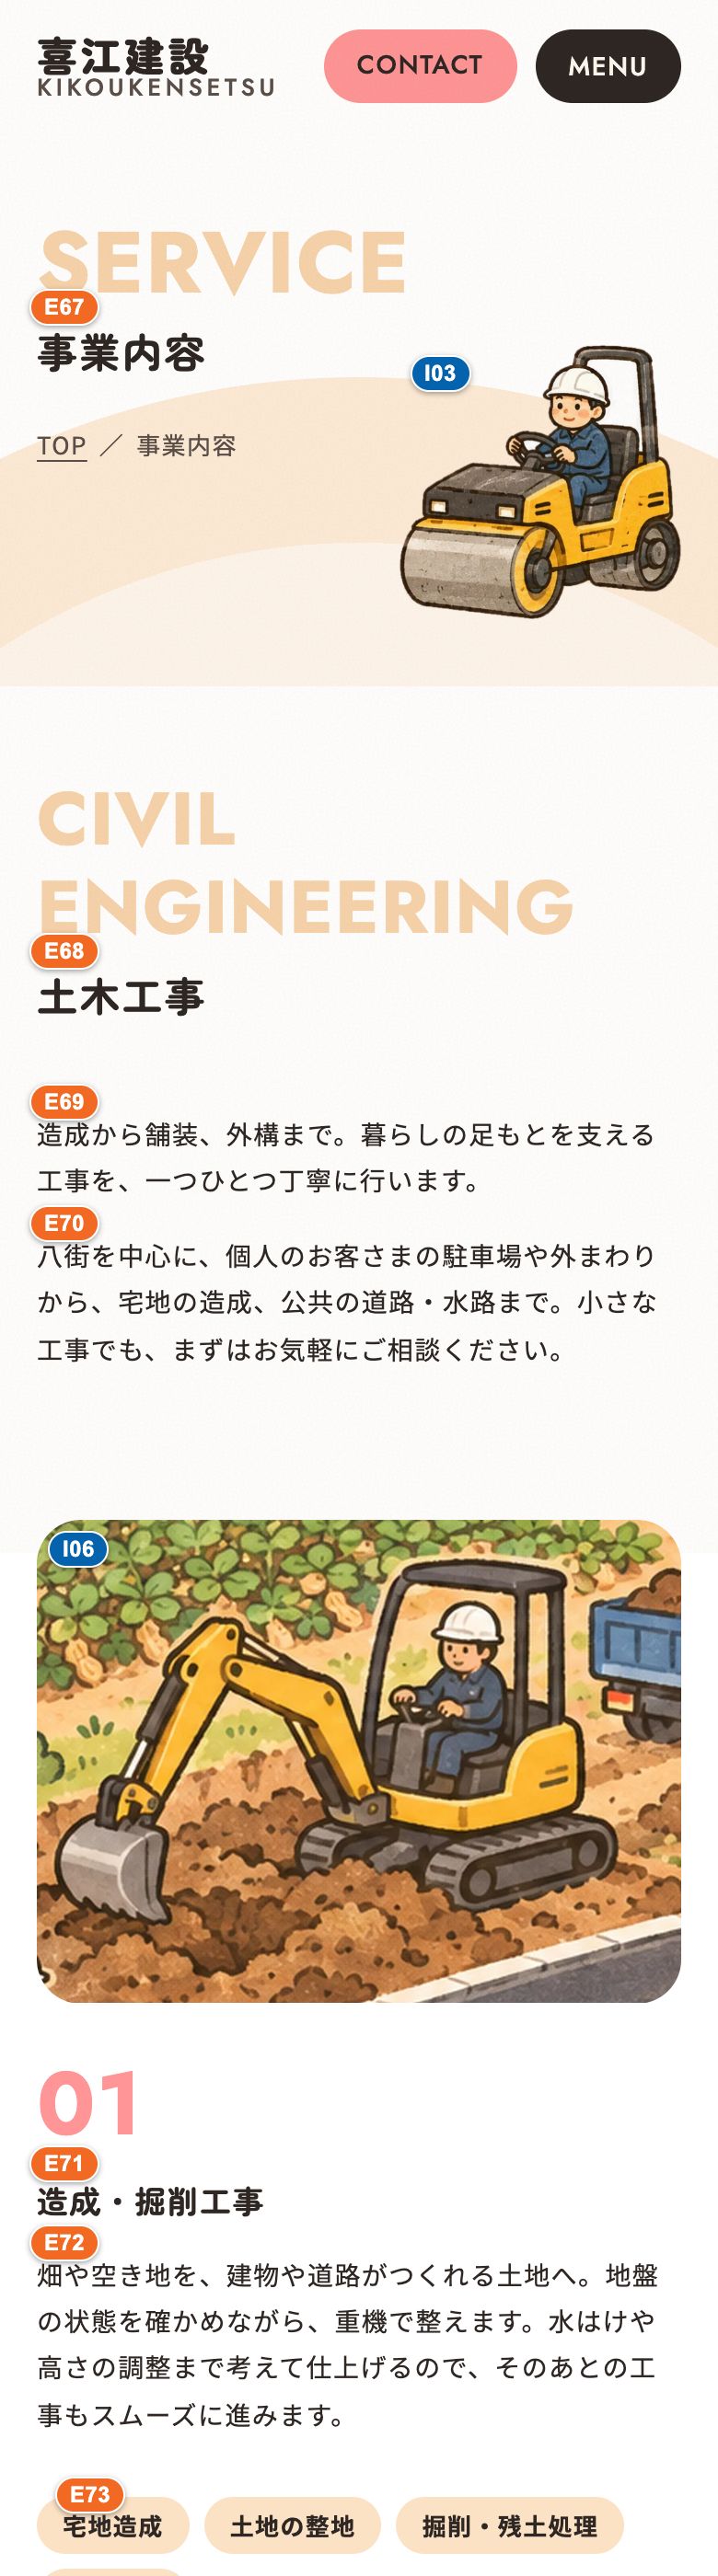 喜江建設
KIKOUKENSETSU
CONTACT
MENU
SERVICE
E67
事業内容
I03
TOP ／ 事業内容
CIVIL
ENGINEERING
E68
土木工事
E69
造成から舗装、外構まで。暮らしの足もとを支える
工事を、一つひとつ丁寧に行います。
E70
八街を中心に、個人のお客さまの駐車場や外まわり
から、宅地の造成、公共の道路・水路まで。小さな
工事でも、まずはお気軽にご相談ください。
I06
01
E71
造成・掘削工事
E72
畑や空き地を、建物や道路がつくれる土地へ。地盤
の状態を確かめながら、重機で整えます。水はけや
高さの調整まで考えて仕上げるので、そのあとの工
事もスムーズに進みます。
E73
宅地造成
土地の整地
掘削・残土処理